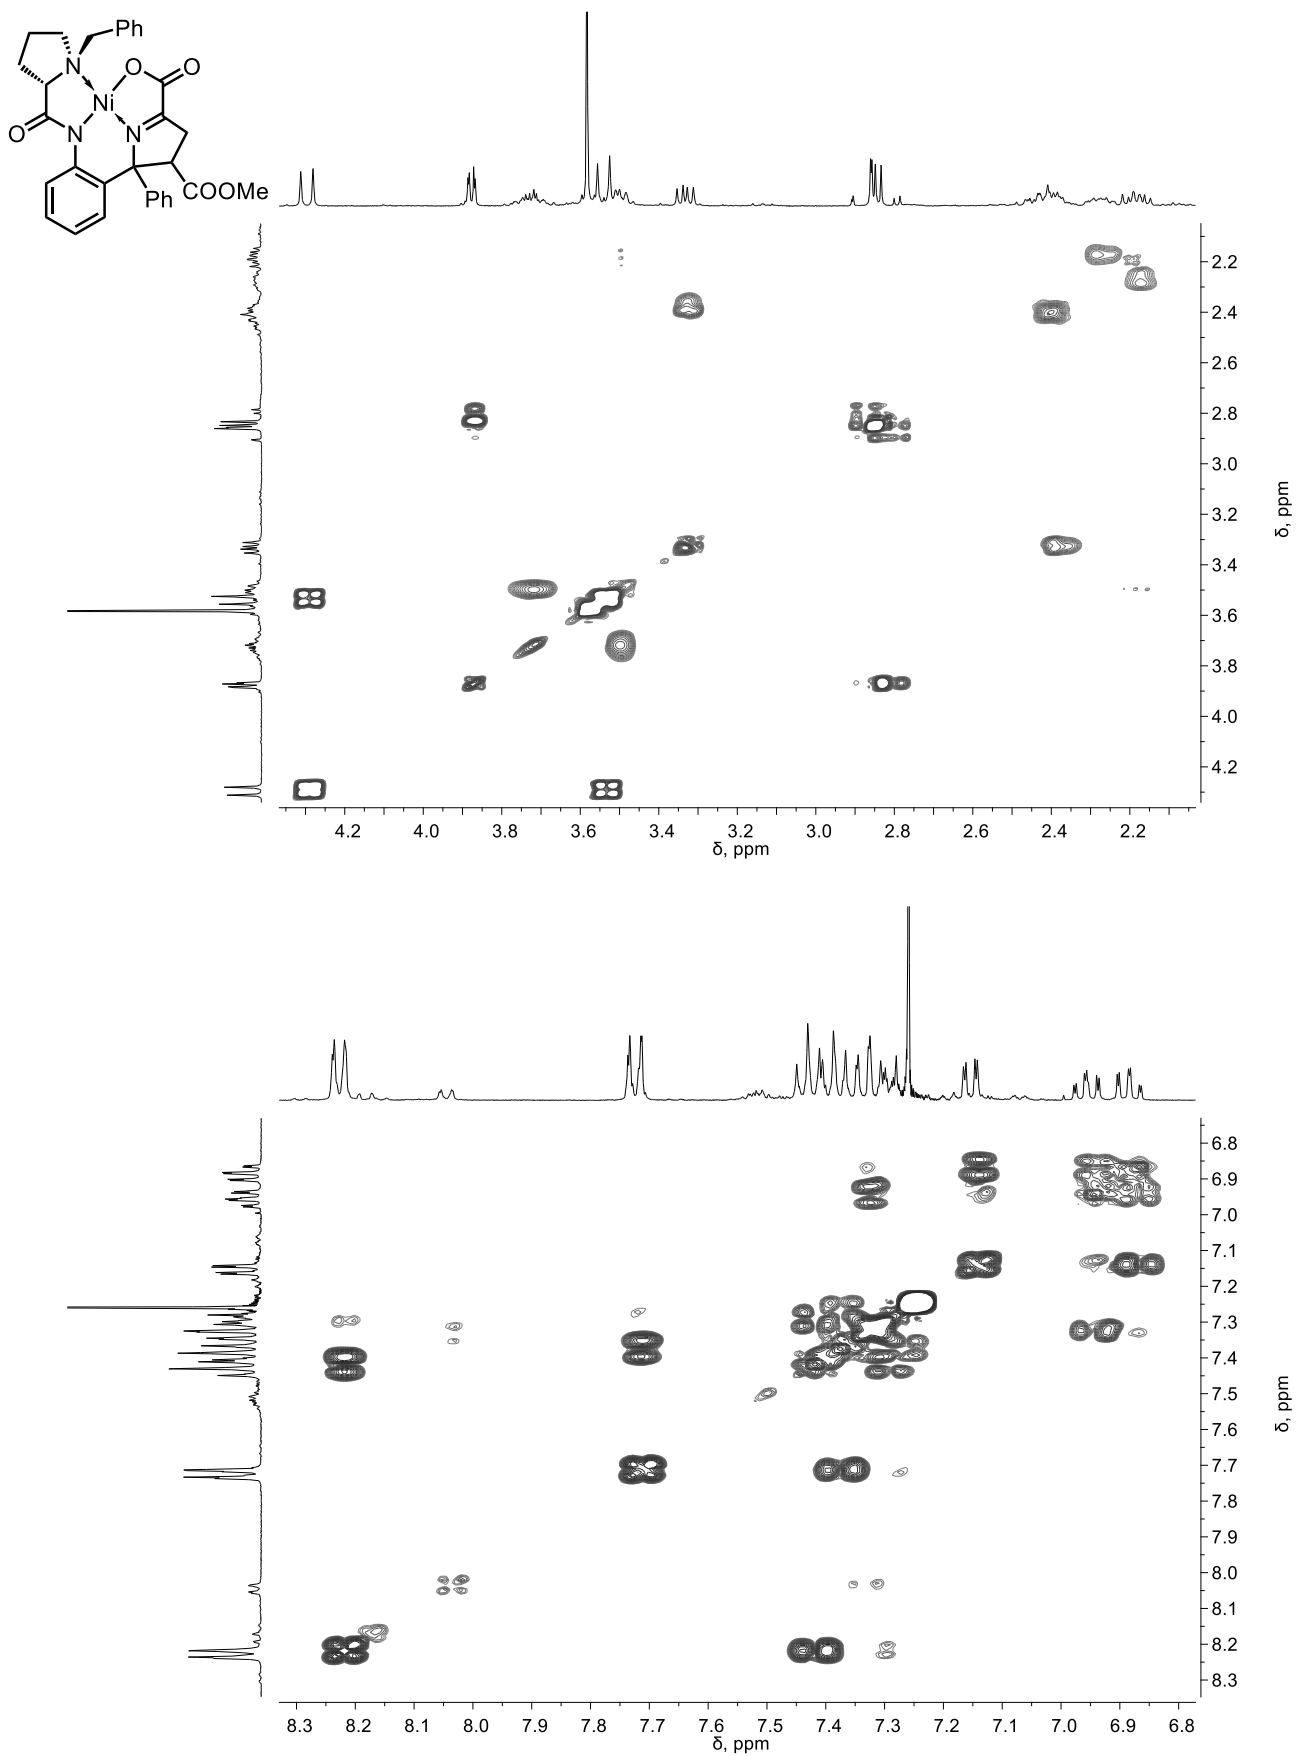 Ph
N
O
O
Ni
O
N
N
COOMe
Ph
2.2
2.4
2.6
2.8
3.0
3.2
3.4
3.6
3.8
4.0
4.2
δ, ppm
4.2 4.0 3.8 3.6 3.4 3.2 3.0 2.8 2.6 2.4 2.2
δ, ppm
6.8
6.9
7.0
7.1
7.2
7.3
7.4
7.5
7.6
7.7
7.8
7.9
8.0
8.1
8.2
8.3
δ, ppm
8.3 8.2 8.1 8.0 7.9 7.8 7.7 7.6 7.5 7.4 7.3 7.2 7.1 7.0 6.9 6.8
δ, ppm